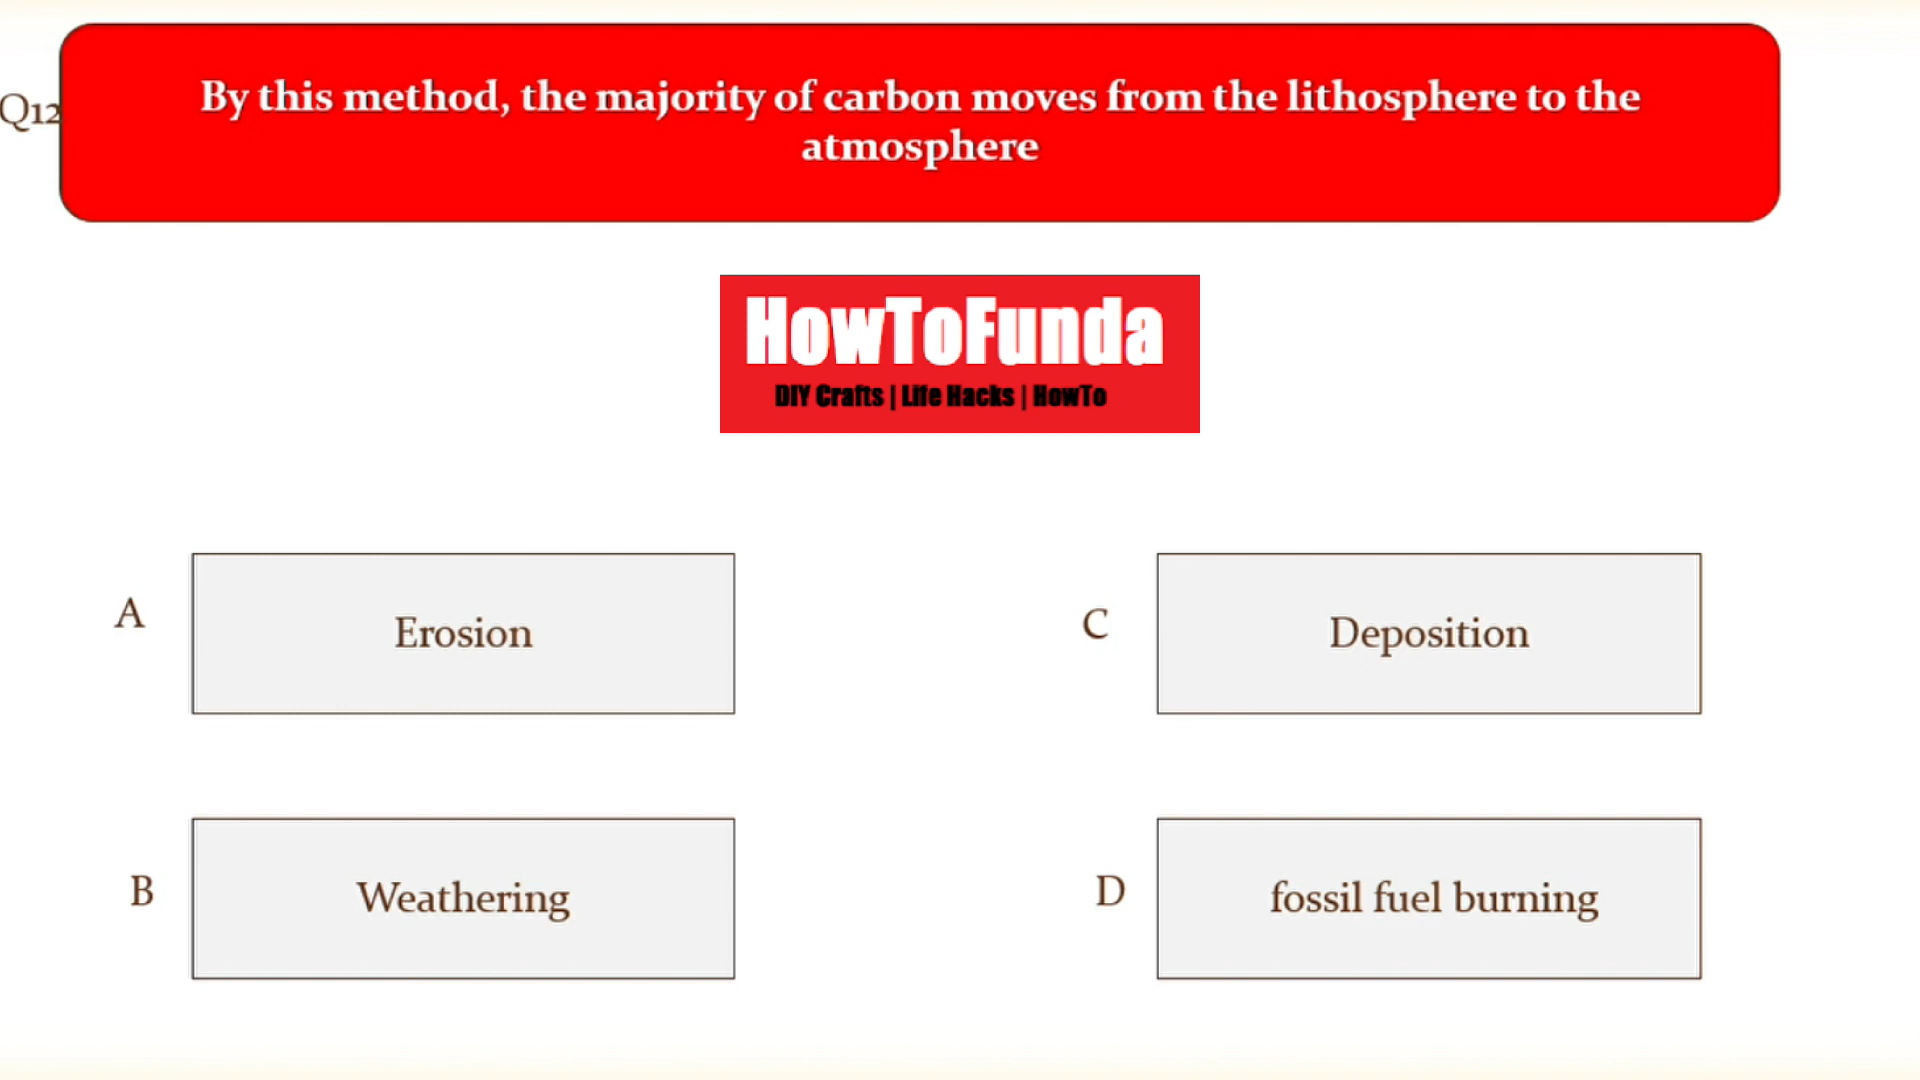 Q12
By this method, the majority of carbon moves from the lithosphere to the
atmosphere
HowToFunda
DIY Crafts | Life Hacks | HowTo
A
Erosion
C
Deposition
B
Weathering
D
fossil fuel burning